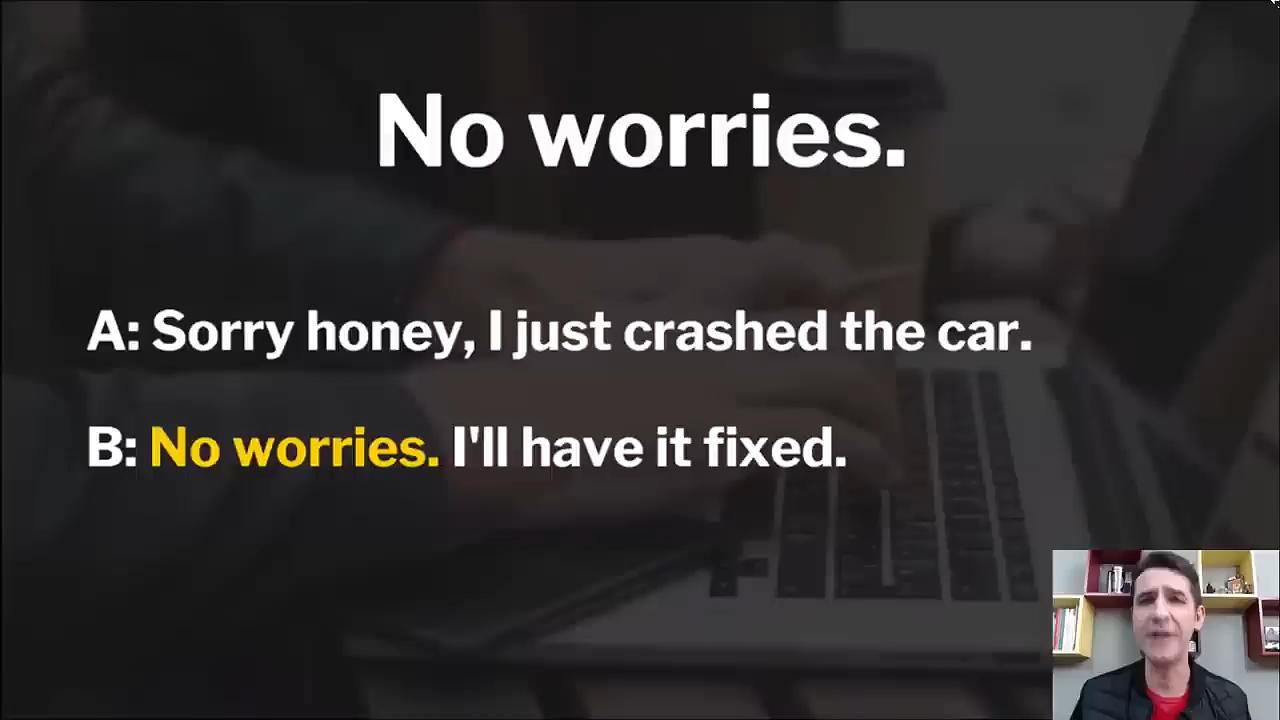 No worries.
A: Sorry honey, I just crashed the car.
B: No worries. I'll have it fixed.